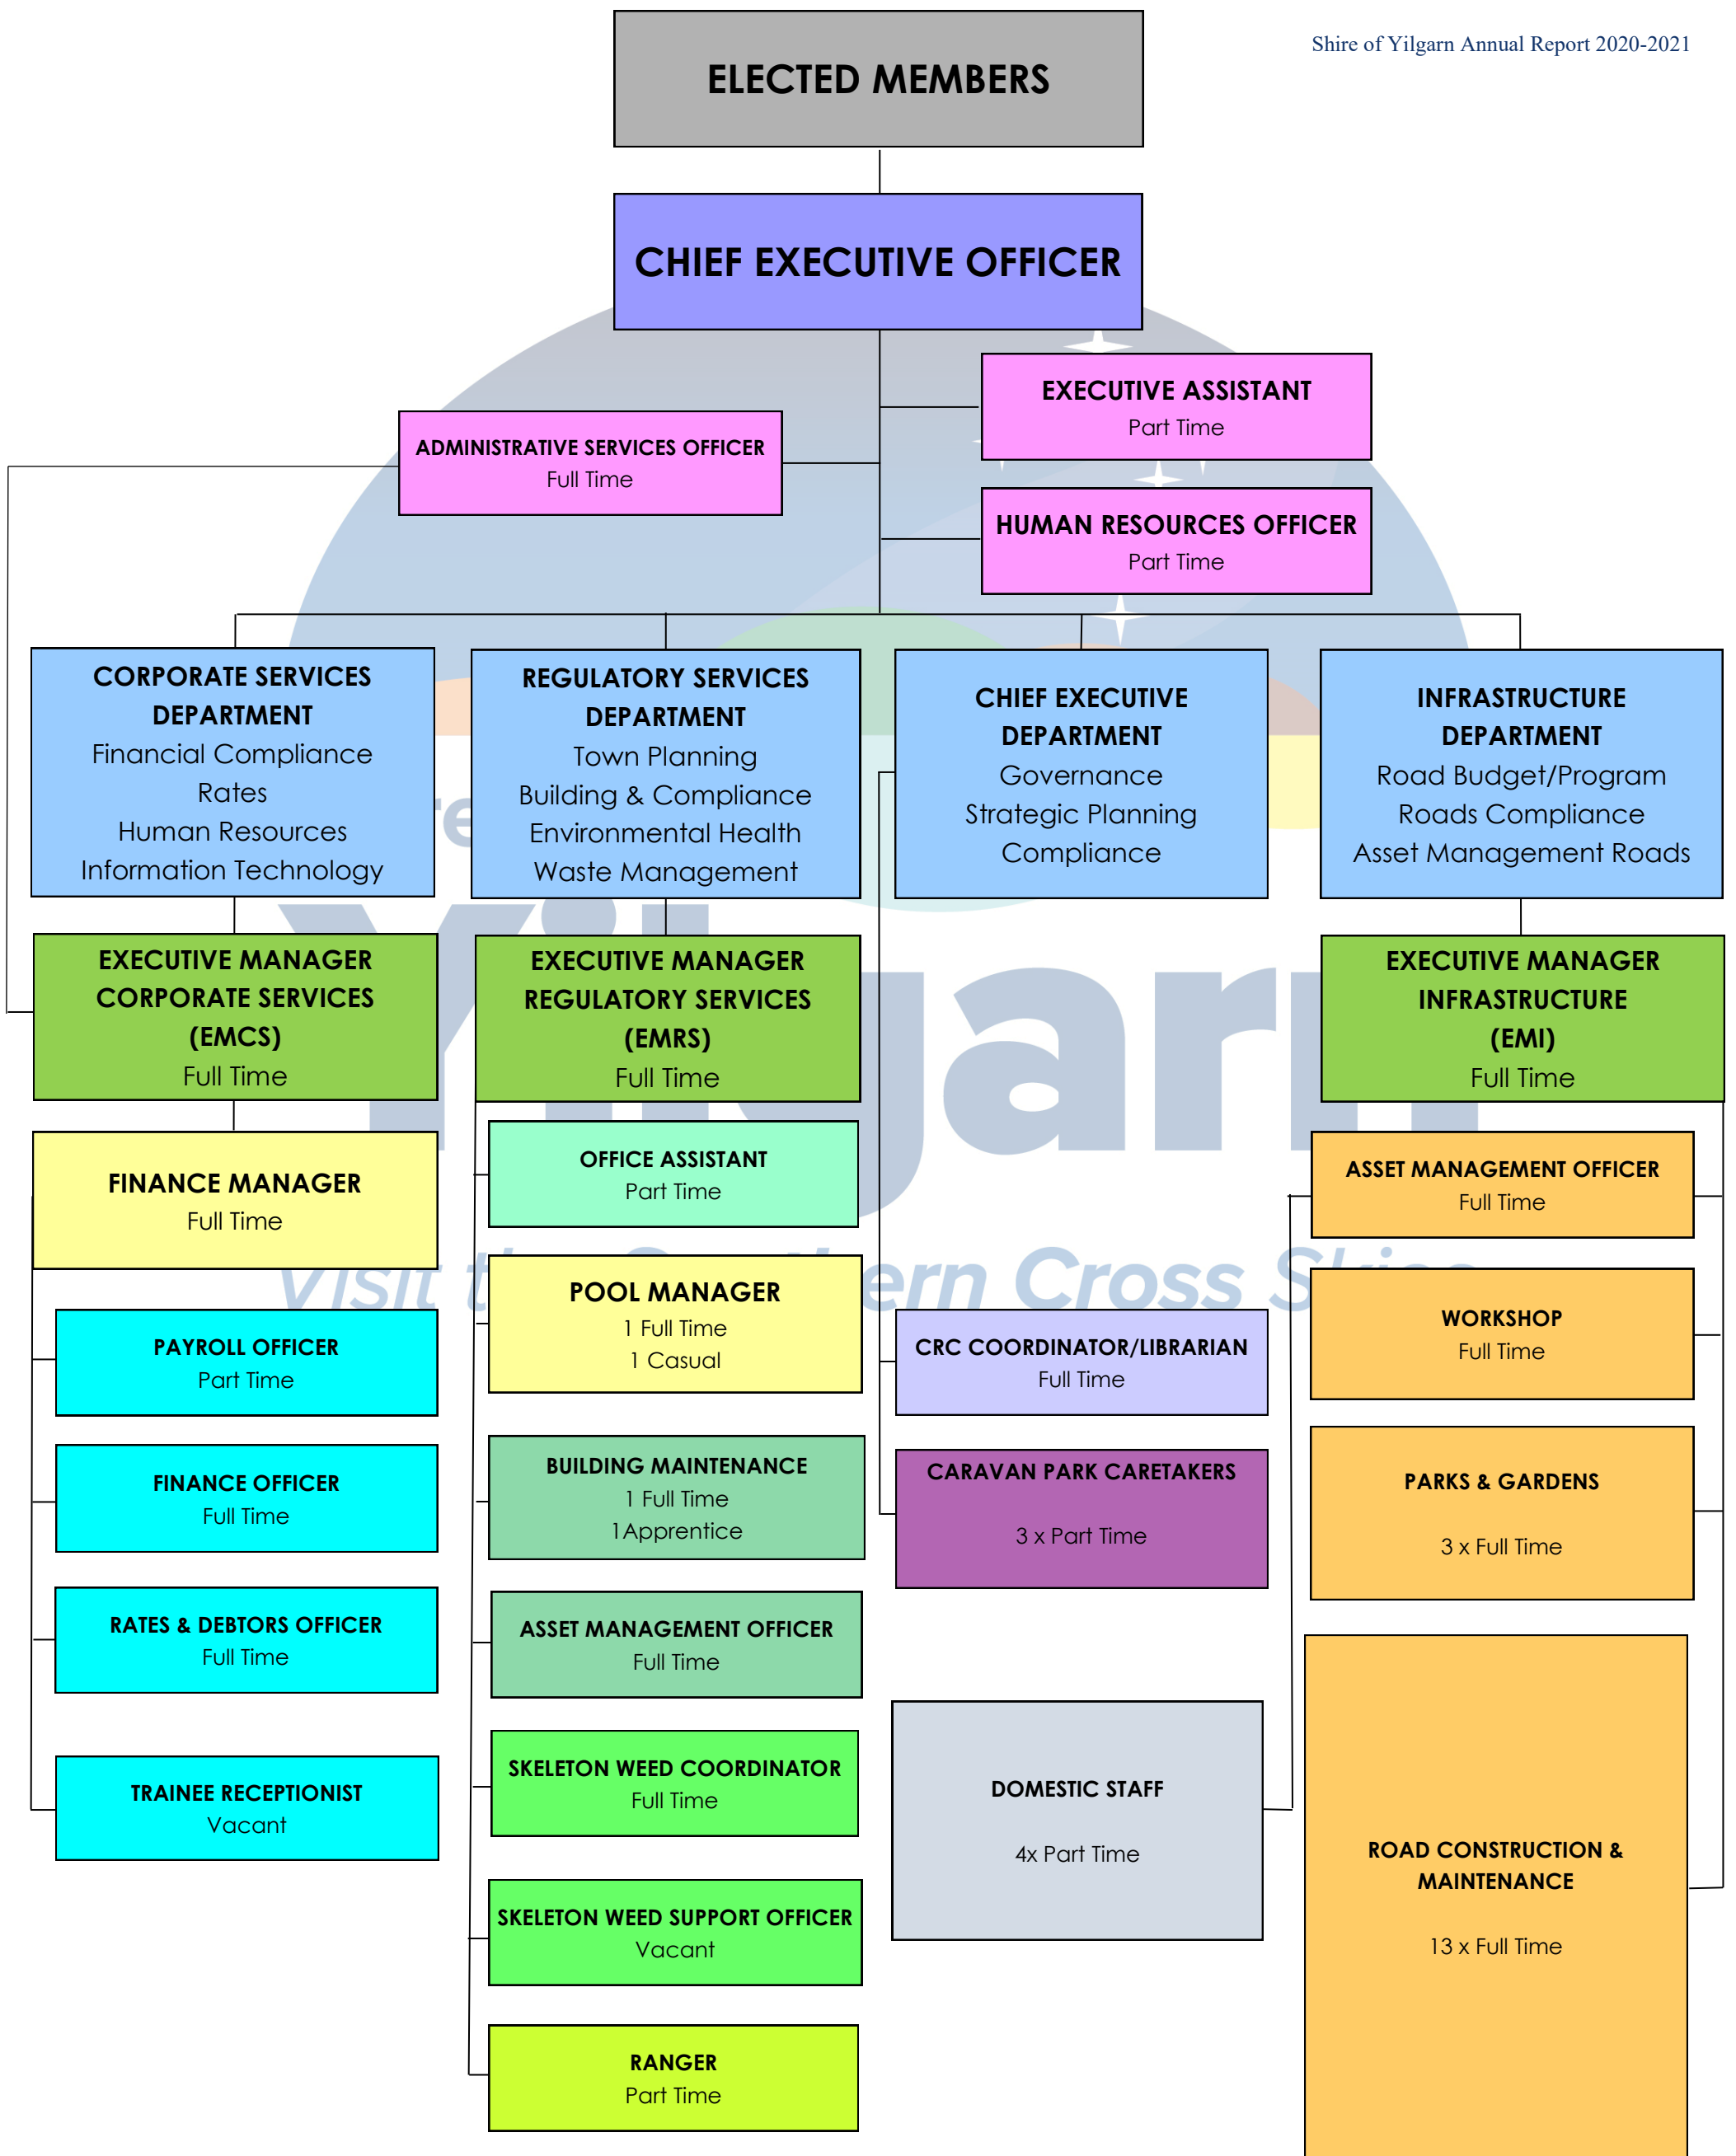 Shire of Yilgarn Annual Report 2020-2021
ELECTED MEMBERS
CHIEF EXECUTIVE OFFICER
EXECUTIVE ASSISTANT
Part Time
ADMINISTRATIVE SERVICES OFFICER
Full Time
HUMAN RESOURCES OFFICER
Part Time
CORPORATE SERVICES
DEPARTMENT
Financial Compliance
Rates
Human Resources
Information Technology
REGULATORY SERVICES
DEPARTMENT
Town Planning
Building & Compliance
Environmental Health
Waste Management
CHIEF EXECUTIVE
DEPARTMENT
Governance
Strategic Planning
Compliance
INFRASTRUCTURE
DEPARTMENT
Road Budget/Program
Roads Compliance
Asset Management Roads
EXECUTIVE MANAGER
CORPORATE SERVICES
(EMCS)
Full Time
EXECUTIVE MANAGER
REGULATORY SERVICES
(EMRS)
Full Time
EXECUTIVE MANAGER
INFRASTRUCTURE
(EMI)
Full Time
FINANCE MANAGER
Full Time
PAYROLL OFFICER
Part Time
FINANCE OFFICER
Full Time
RATES & DEBTORS OFFICER
Full Time
TRAINEE RECEPTIONIST
Vacant
OFFICE ASSISTANT
Part Time
POOL MANAGER
1 Full Time
1 Casual
BUILDING MAINTENANCE
1 Full Time
1Apprentice
ASSET MANAGEMENT OFFICER
Full Time
SKELETON WEED COORDINATOR
Full Time
SKELETON WEED SUPPORT OFFICER
Vacant
RANGER
Part Time
CRC COORDINATOR/LIBRARIAN
Full Time
CARAVAN PARK CARETAKERS
3 x Part Time
DOMESTIC STAFF
4x Part Time
ASSET MANAGEMENT OFFICER
Full Time
WORKSHOP
Full Time
PARKS & GARDENS
3 x Full Time
ROAD CONSTRUCTION &
MAINTENANCE
13 x Full Time
Yilgarn
Visit Cross